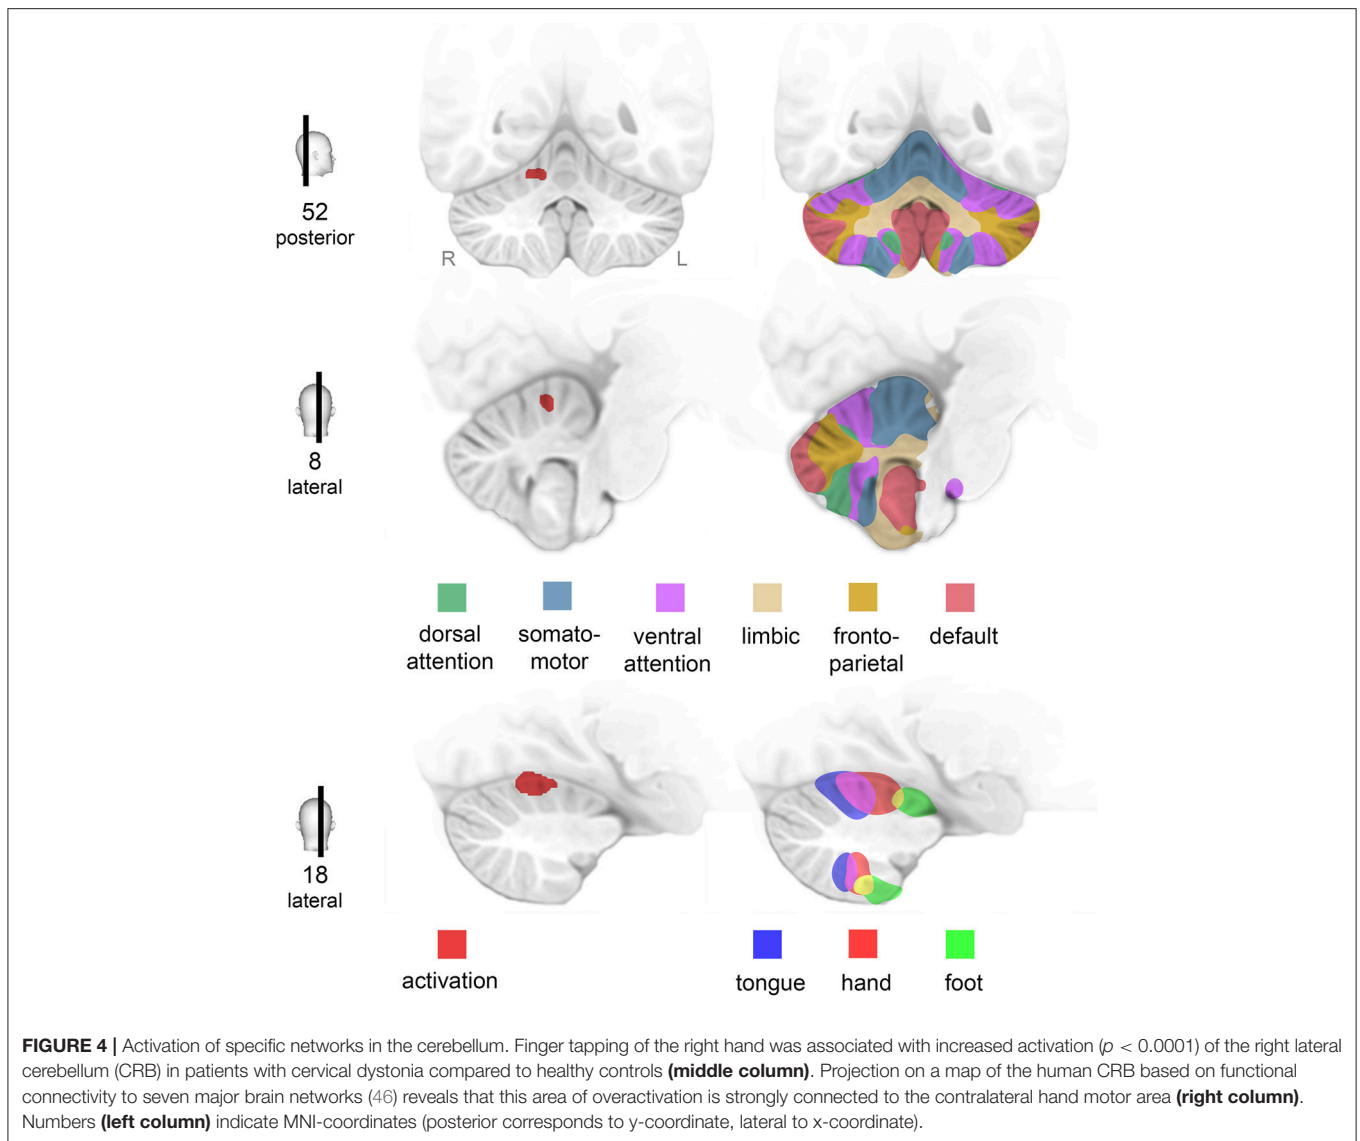 52
posterior
R
L
8
lateral
dorsal
attention
somato-
motor
ventral
attention
limbic
fronto-
parietal
default
18
lateral
activation
tongue
hand
foot
FIGURE 4 | Activation of specific networks in the cerebellum. Finger tapping of the right hand was associated with increased activation (p < 0.0001) of the right lateral
cerebellum (CRB) in patients with cervical dystonia compared to healthy controls (middle column). Projection on a map of the human CRB based on functional
connectivity to seven major brain networks (46) reveals that this area of overactivation is strongly connected to the contralateral hand motor area (right column).
Numbers (left column) indicate MNI-coordinates (posterior corresponds to y-coordinate, lateral to x-coordinate).